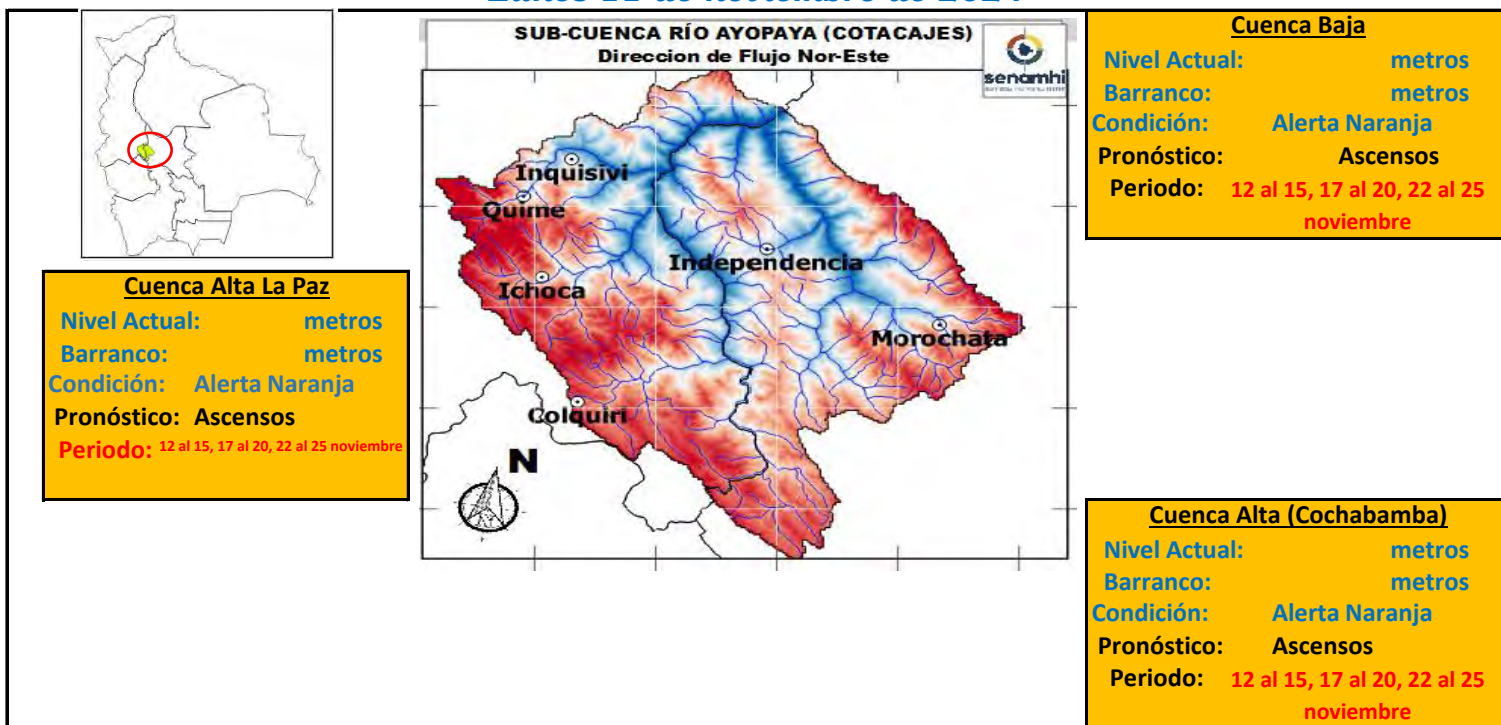 SUB-CUENCA RÍO AYOPAYA (COTACAJES)
Direccion de Flujo Nor-Este
senamhi
Inquisivi
Quime
Independencia
Ichoca
Morochata
Colquiri
N
Cuenca Alta La Paz
Nivel Actual: metros
Barranco: metros
Condición: Alerta Naranja
Pronóstico: Ascensos
Periodo: 12 al 15, 17 al 20, 22 al 25 noviembre
Cuenca Baja
Nivel Actual: metros
Barranco: metros
Condición: Alerta Naranja
Pronóstico: Ascensos
Periodo: 12 al 15, 17 al 20, 22 al 25
noviembre
Cuenca Alta (Cochabamba)
Nivel Actual: metros
Barranco: metros
Condición: Alerta Naranja
Pronóstico: Ascensos
Periodo: 12 al 15, 17 al 20, 22 al 25
noviembre